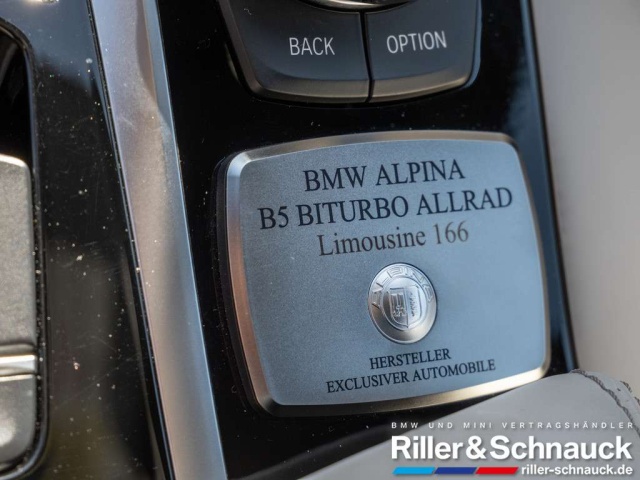 BACK OPTION
BMW ALPINA
B5 BITURBO ALLRAD
Limousine 166
ALPINA
HERSTELLER
EXCLUSIVER AUTOMOBILE
BMW UND MINI VERTRAGSHÄNDLER
Riller&Schnauck
riller-schnauck.de